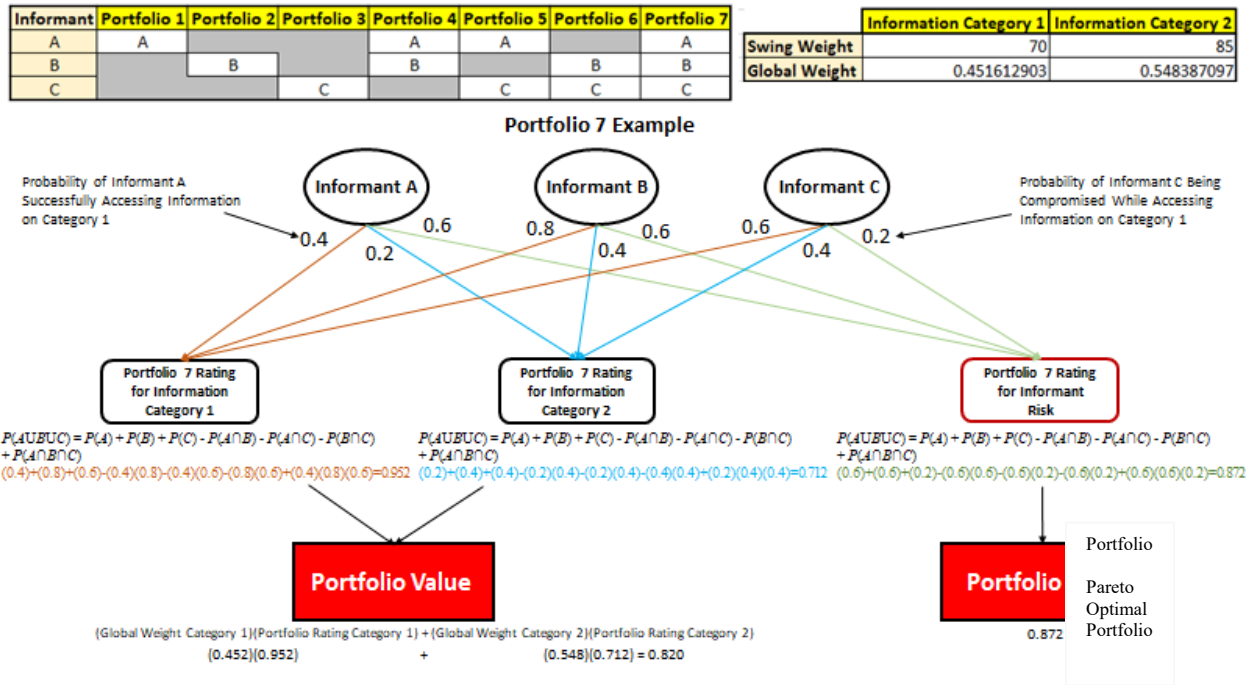 Informant Portfolio 1 Portfolio 2 Portfolio 3 Portfolio 4 Portfolio 5 Portfolio 6 Portfolio 7
A A A A A
B B B B B
C C C C C
Information Category 1 Information Category 2
Swing Weight 70 85
Global Weight 0.451612903 0.548387097
Portfolio 7 Example
Probability of Informant A
Successfully Accessing Information
on Category 1
Informant A
Informant B
Informant C
Probability of Informant C Being
Compromised While Accessing
Information on Category 1
0.4
0.2
0.6
0.8
0.4
0.6
0.6
0.4
0.2
Portfolio 7 Rating
for Information
Category 1
Portfolio 7 Rating
for Information
Category 2
Portfolio 7 Rating
for Informant
Risk
P(AUBUC) = P(A) + P(B) + P(C) - P(A∩B) - P(A∩C) - P(B∩C)
+ P(A∩B∩C)
(0.4)+(0.8)+(0.6)-(0.4)(0.8)-(0.4)(0.6)-(0.8)(0.6)+(0.4)(0.8)(0.6)=0.952
P(AUBUC) = P(A) + P(B) + P(C) - P(A∩B) - P(A∩C) - P(B∩C)
+ P(A∩B∩C)
(0.2)+(0.4)+(0.4)-(0.2)(0.4)-(0.2)(0.4)-(0.4)(0.4)+(0.2)(0.4)(0.4)=0.712
P(AUBUC) = P(A) + P(B) + P(C) - P(A∩B) - P(A∩C) - P(B∩C)
+ P(A∩B∩C)
(0.6)+(0.6)+(0.2)-(0.6)(0.6)-(0.6)(0.2)-(0.6)(0.2)+(0.6)(0.6)(0.2)=0.872
Portfolio Value
(Global Weight Category 1)(Portfolio Rating Category 1) + (Global Weight Category 2)(Portfolio Rating Category 2)
(0.452)(0.952) + (0.548)(0.712) = 0.820
Portfolio
0.872
Portfolio
Pareto
Optimal
Portfolio